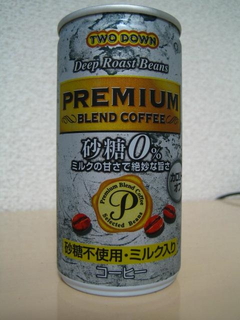 TWO DOWN
Deep Roast Beans
PREMIUM
BLEND COFFEE
砂糖0%
ミルクの甘さで絶妙な旨さ
Premium Blend Coffee
P
Selected Beans
砂糖不使用・ミルク入り
コーヒー